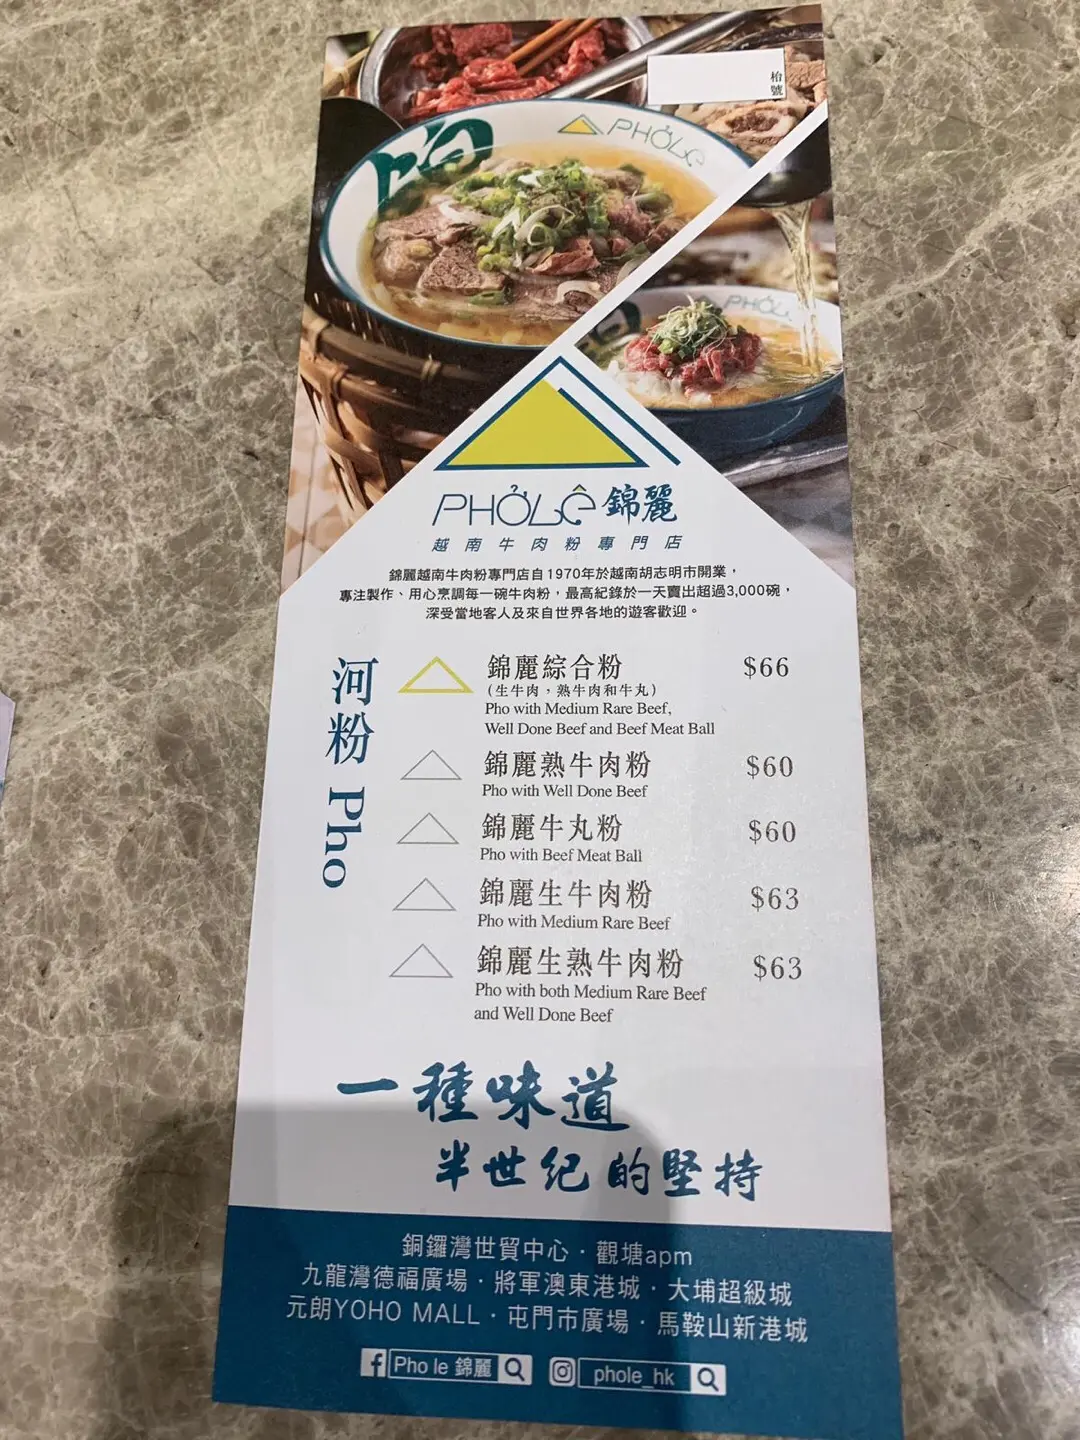 枱號
PHỞLÊ
PHỞL
PHỞLÊ 錦麗
越南牛肉粉專門店
錦麗越南牛肉粉專門店自1970年於越南胡志明市開業，
專注製作、用心烹調每一碗牛肉粉，最高紀錄於一天賣出超過3,000碗，
深受當地客人及來自世界各地的遊客歡迎。
河粉 Pho
錦麗綜合粉 $66
(生牛肉，熟牛肉和牛丸)
Pho with Medium Rare Beef,
Well Done Beef and Beef Meat Ball
錦麗熟牛肉粉 $60
Pho with Well Done Beef
錦麗牛丸粉 $60
Pho with Beef Meat Ball
錦麗生牛肉粉 $63
Pho with Medium Rare Beef
錦麗生熟牛肉粉 $63
Pho with both Medium Rare Beef
and Well Done Beef
一種味道
半世紀的堅持
銅鑼灣世貿中心·觀塘apm
九龍灣德福廣場·將軍澳東港城·大埔超級城
元朗YOHO MALL·屯門市廣場·馬鞍山新港城
Pho le 錦麗 phole_hk